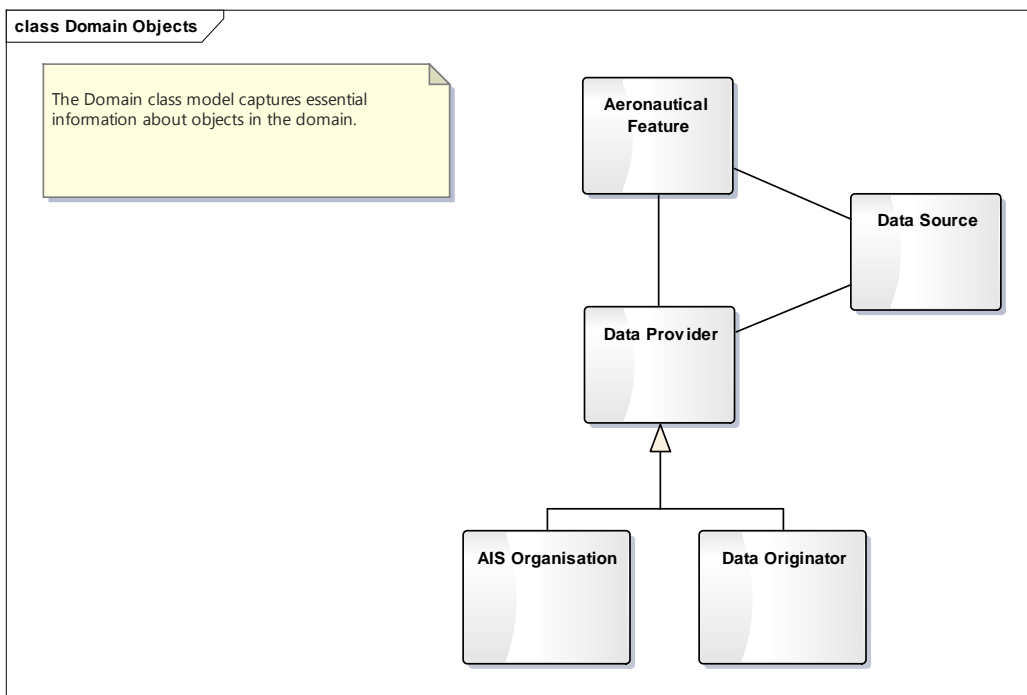 class Domain Objects
The Domain class model captures essential
information about objects in the domain.
Aeronautical
Feature
Data Source
Data Provider
AIS Organisation
Data Originator